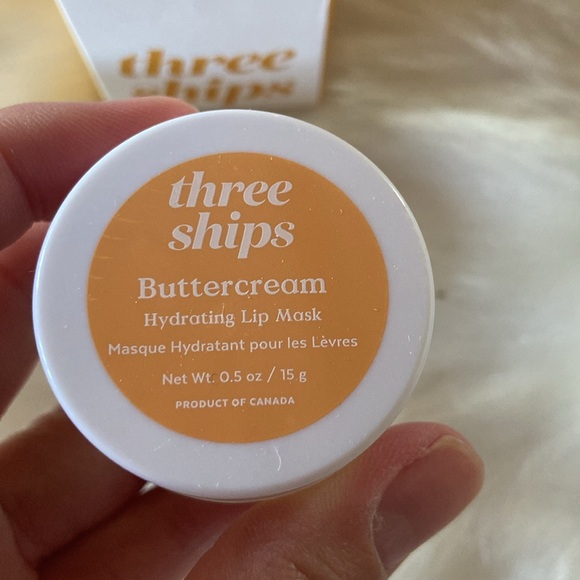 three
ships
three
ships
Buttercream
Hydrating Lip Mask
Masque Hydratant pour les Lèvres
Net Wt. 0.5 oz / 15 g
PRODUCT OF CANADA